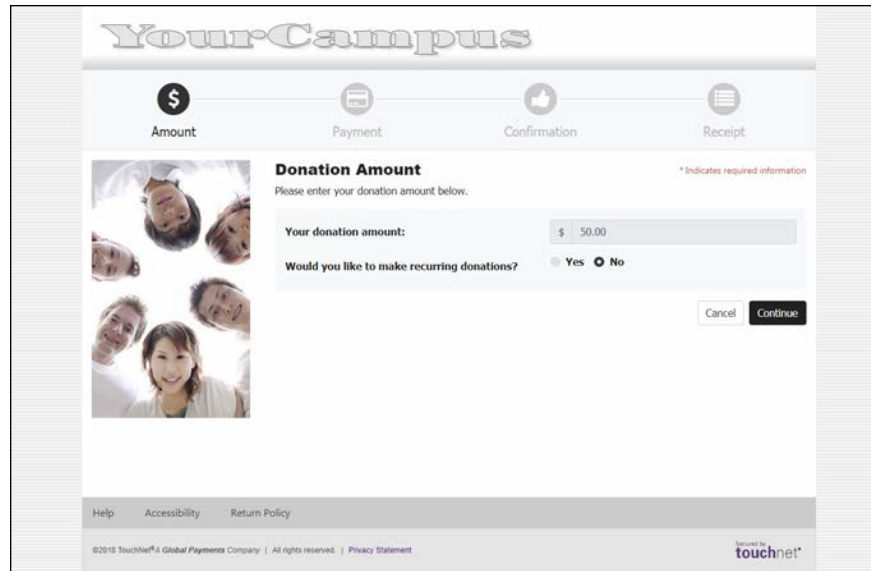 YourCampus
$
Amount Payment Confirmation Receipt
Donation Amount
* Indicates required information
Please enter your donation amount below.
Your donation amount: $ 50.00
Would you like to make recurring donations? Yes No
Cancel Continue
Help Accessibility Return Policy
©2018 TouchNet® A Global Payments Company | All rights reserved. | Privacy Statement
Secured by
touchnet®